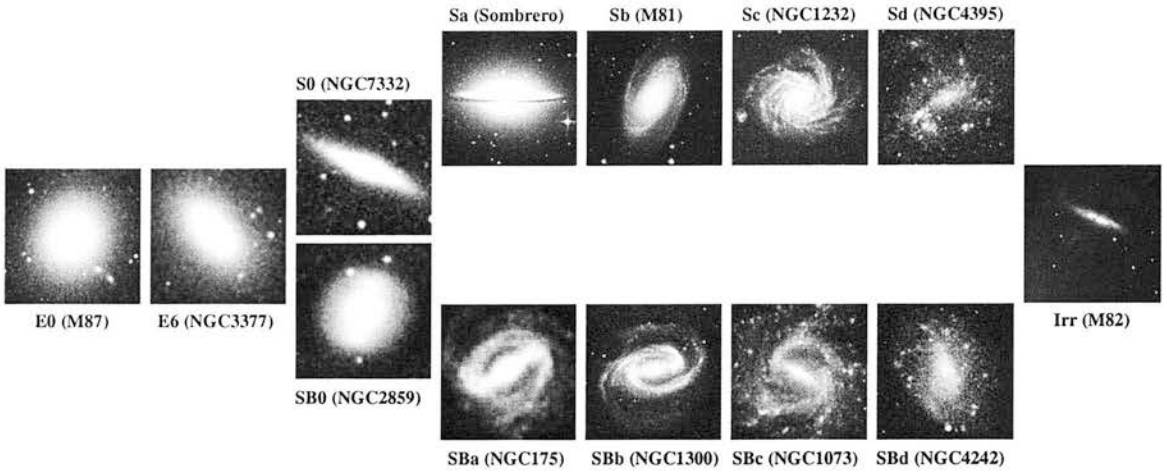 Sa (Sombrero)
Sb (M81)
Sc (NGC1232)
Sd (NGC4395)
S0 (NGC7332)
E0 (M87)
E6 (NGC3377)
Irr (M82)
SB0 (NGC2859)
SBa (NGC175)
SBb (NGC1300)
SBc (NGC1073)
SBd (NGC4242)